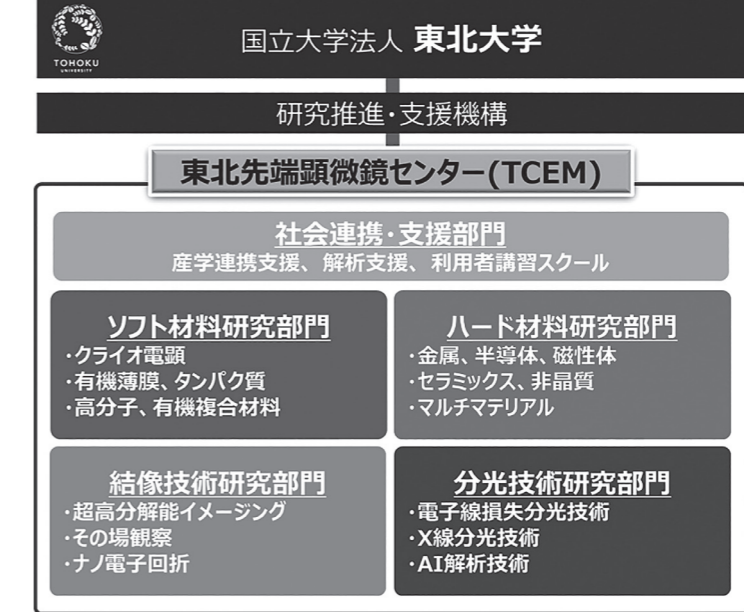 TOHOKU
UNIVERSITY
国立大学法人 東北大学
研究推進・支援機構
東北先端顕微鏡センター(TCEM)
社会連携・支援部門
産学連携支援、解析支援、利用者講習スクール
ソフト材料研究部門
・クライオ電顕
・有機薄膜、タンパク質
・高分子、有機複合材料
ハード材料研究部門
・金属、半導体、磁性体
・セラミックス、非晶質
・マルチマテリアル
結像技術研究部門
・超高分解能イメージング
・その場観察
・ナノ電子回折
分光技術研究部門
・電子線損失分光技術
・X線分光技術
・AI解析技術